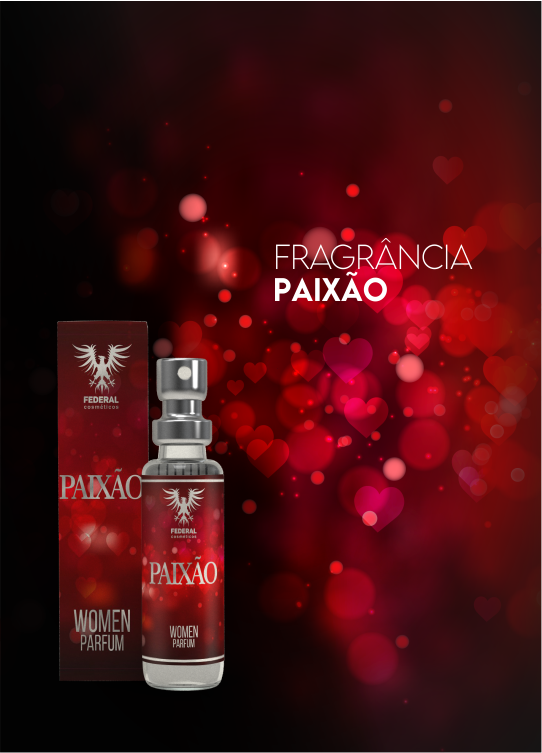 FRAGRÂNCIA
PAIXÃO
FEDERAL
cosméticos
PAIXÃO
WOMEN
PARFUM
FEDERAL
cosméticos
PAIXÃO
WOMEN
PARFUM